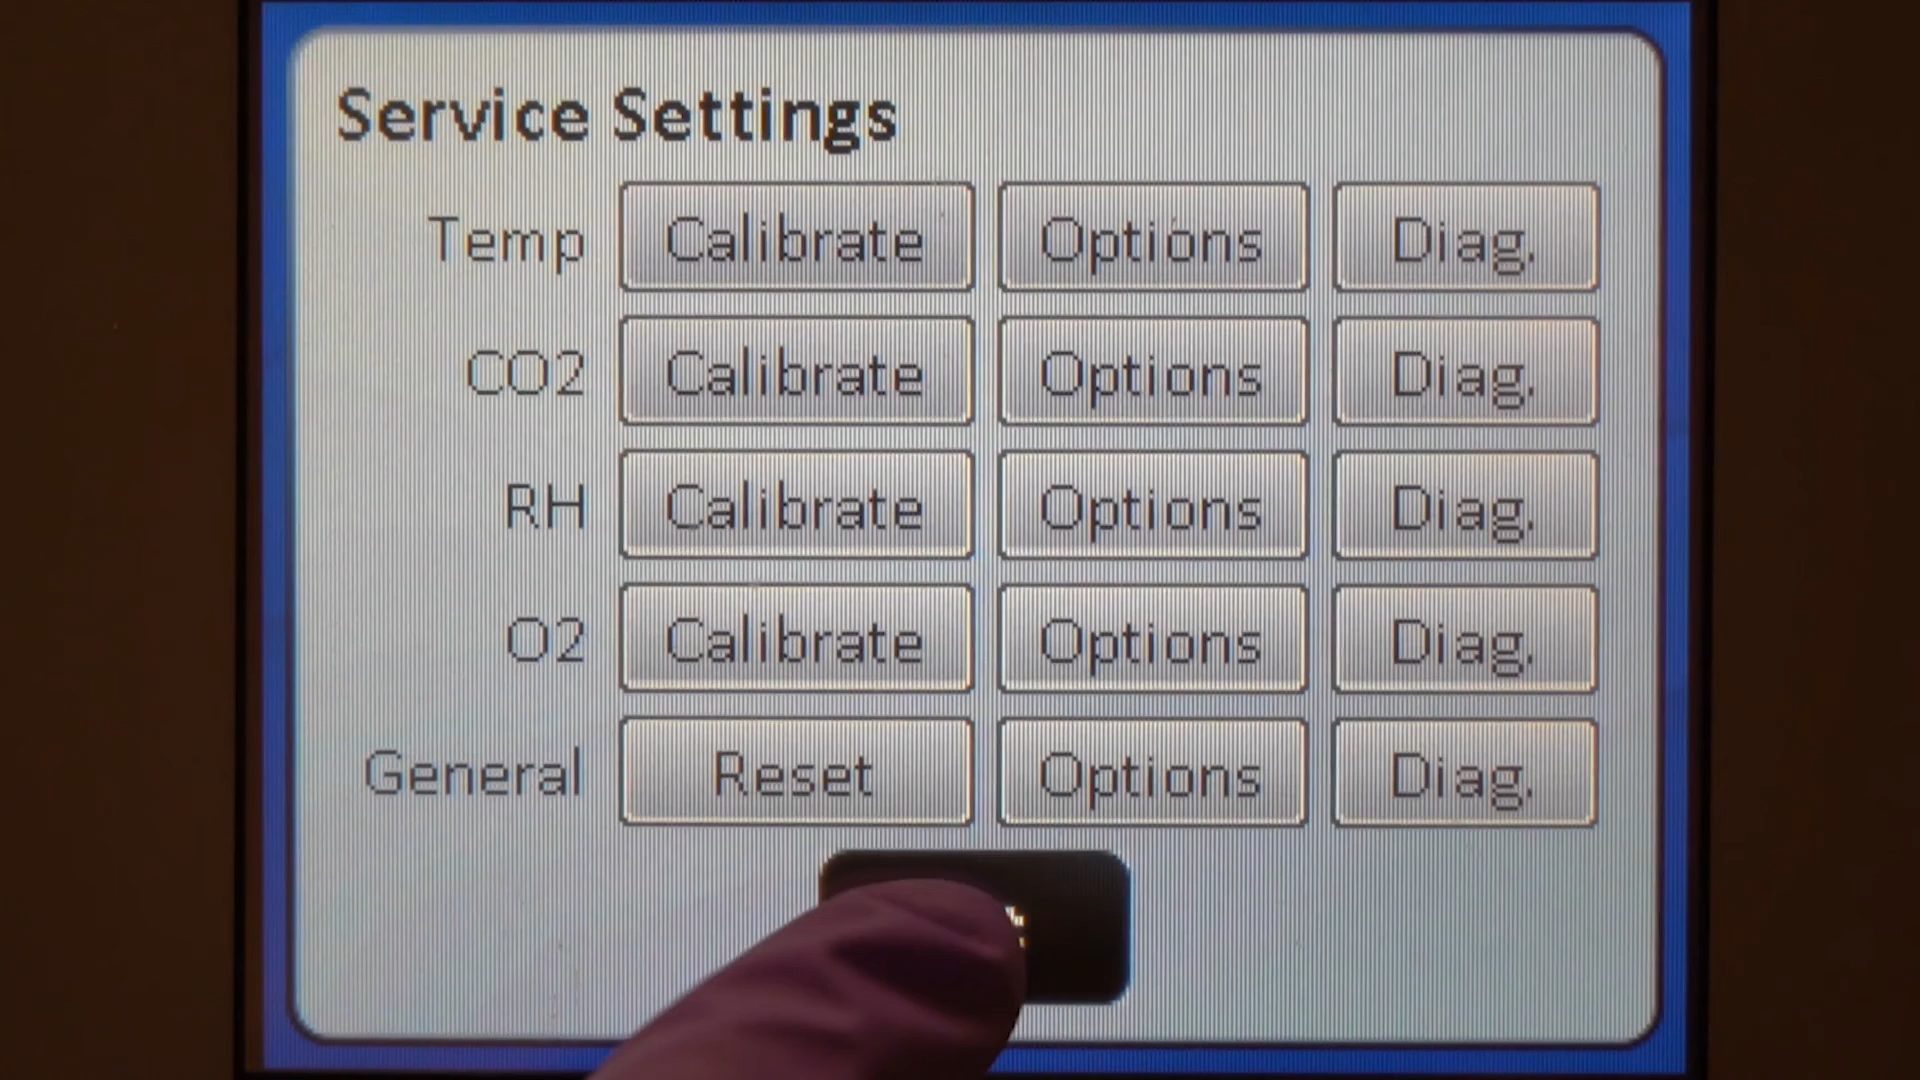 Service Settings
Temp Calibrate Options Diag.
CO2 Calibrate Options Diag.
RH Calibrate Options Diag.
O2 Calibrate Options Diag.
General Reset Options Diag.